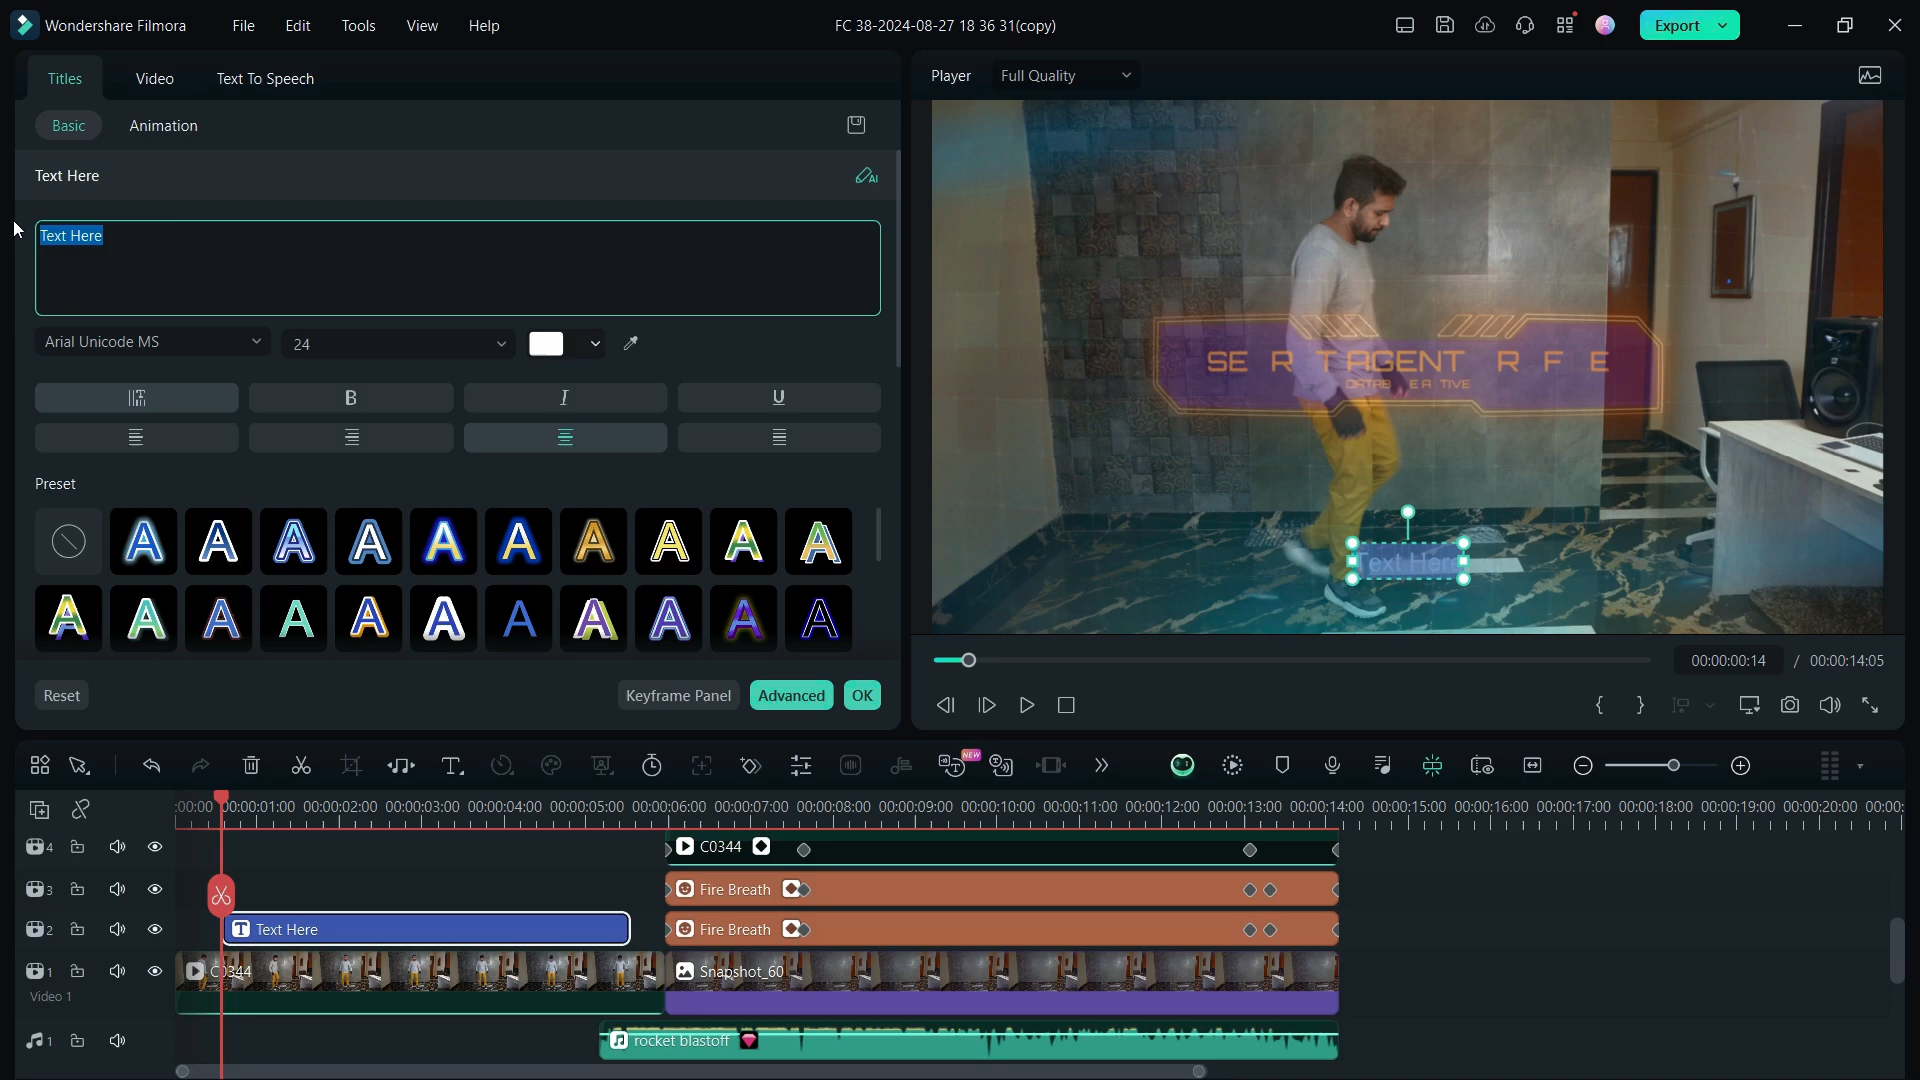 Wondershare Filmora File Edit Tools View Help FC 38-2024-08-27 18 36 31(copy) Export
Titles Video Text To Speech
Basic Animation
Text Here
Text Here
Arial Unicode MS 24
B I U
Preset
A A A A A A A A A A
A A A A A A A A A A A
Reset Keyframe Panel Advanced OK
Player Full Quality
SE R T AGENT R F E
Text Here
00:00:00:14 / 00:00:14:05
NEW
:00:00 00:00:01:00 00:00:02:00 00:00:03:00 00:00:04:00 00:00:05:00 00:00:06:00 00:00:07:00 00:00:08:00 00:00:09:00 00:00:10:00 00:00:11:00 00:00:12:00 00:00:13:00 00:00:14:00 00:00:15:00 00:00:16:00 00:00:17:00 00:00:18:00 00:00:19:00 00:00:20:00 00:00:
4 C0344
3 Fire Breath
2 Text Here Fire Breath
1 C0344 Snapshot_60
Video 1
1 rocket blastoff